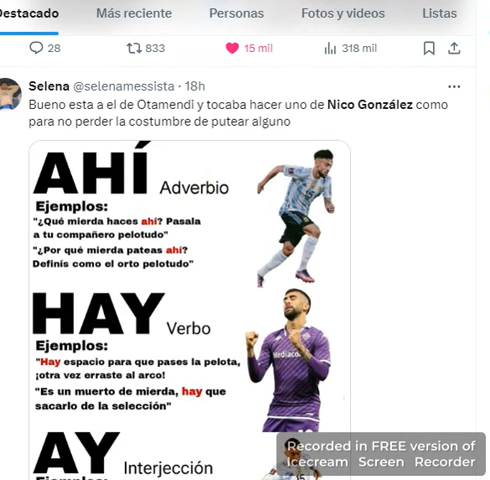 Destacado Más reciente Personas Fotos y videos Listas
28 833 15 mil 318 mil
Selena @selenamessista · 18h ...
Bueno esta a el de Otamendi y tocaba hacer uno de Nico González como
para no perder la costumbre de putear alguno
AHÍ Adverbio
Ejemplos:
"¿Qué mierda haces ahí? Pasala
a tu compañero pelotudo"
"¿Por qué mierda pateas ahí?
Definís como el orto pelotudo"
HAY Verbo
Ejemplos:
"Hay espacio para que pases la pelota,
¡otra vez erraste al arco!
"Es un muerto de mierda, hay que
sacarlo de la selección"
AY Interjección
Ejemplos:
Mediacom
15
Recorded in FREE version of
Icecream Screen Recorder